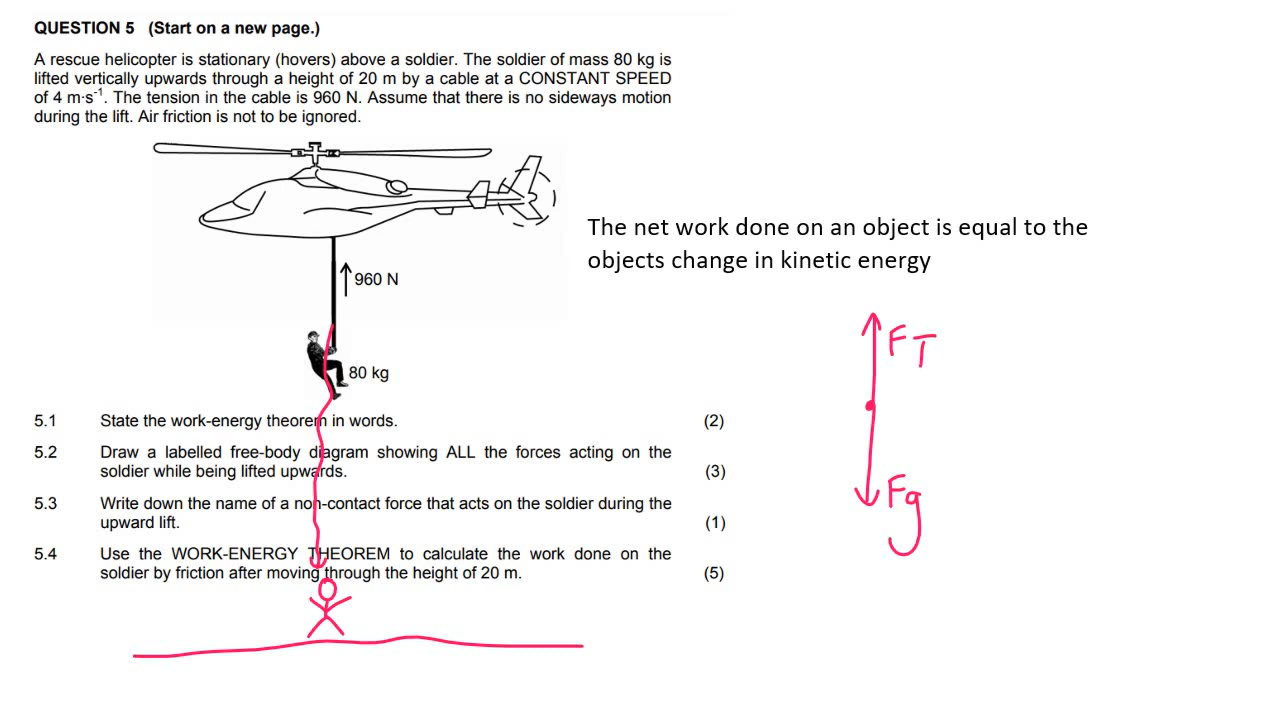 QUESTION 5 (Start on a new page.)
A rescue helicopter is stationary (hovers) above a soldier. The soldier of mass 80 kg is
lifted vertically upwards through a height of 20 m by a cable at a CONSTANT SPEED
of 4 m·s⁻¹. The tension in the cable is 960 N. Assume that there is no sideways motion
during the lift. Air friction is not to be ignored.
The net work done on an object is equal to the
objects change in kinetic energy
960 N
80 kg
FT
Fg
5.1 State the work-energy theorem in words. (2)
5.2 Draw a labelled free-body diagram showing ALL the forces acting on the
soldier while being lifted upwards. (3)
5.3 Write down the name of a non-contact force that acts on the soldier during the
upward lift. (1)
5.4 Use the WORK-ENERGY THEOREM to calculate the work done on the
soldier by friction after moving through the height of 20 m. (5)